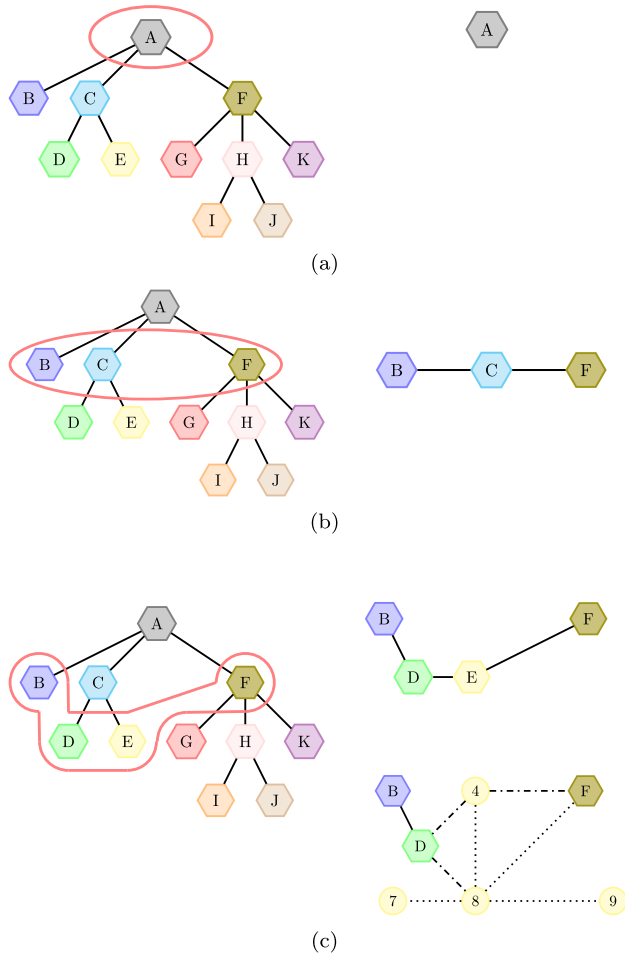 A A
B C F
D E G H K
I J
(a)
A
B C F B C F
D E G H K
I J
(b)
A B F
B C F D E
D E G H K
I J B 4 F
D
7 8 9
(c)